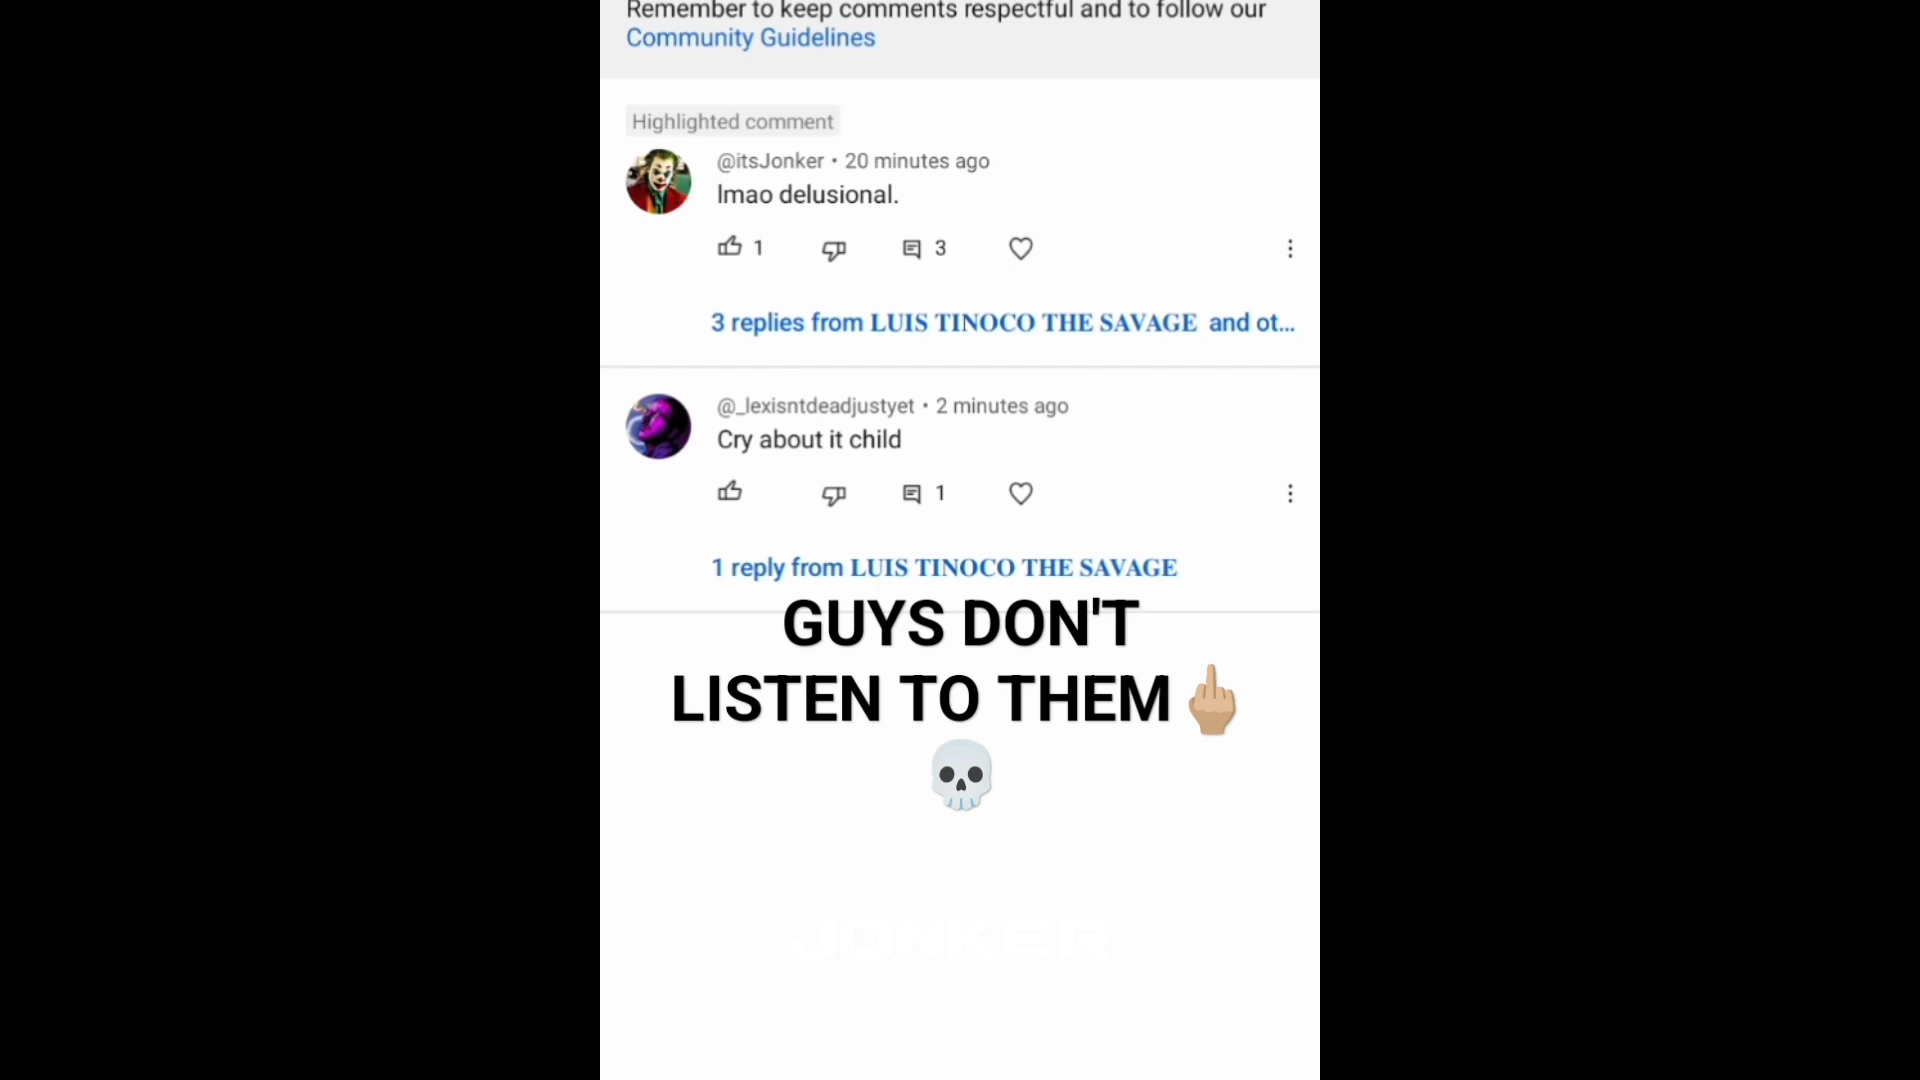 Remember to keep comments respectful and to follow our
Community Guidelines
Highlighted comment
@itsJonker • 20 minutes ago
lmao delusional.
1 3
3 replies from LUIS TINOCO THE SAVAGE and ot...
@_lexisntdeadjustyet • 2 minutes ago
Cry about it child
1
1 reply from LUIS TINOCO THE SAVAGE
GUYS DON'T
LISTEN TO THEM🖕🏼
💀
JONKER